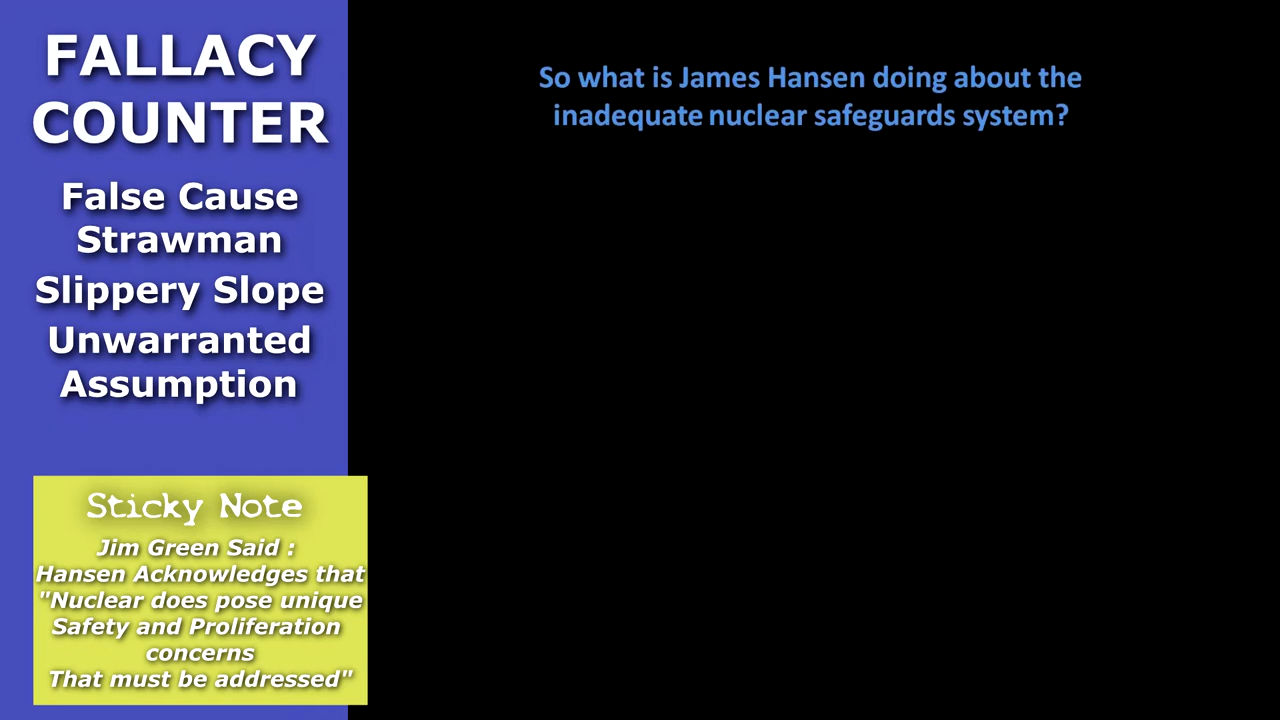 FALLACY
COUNTER
False Cause
Strawman
Slippery Slope
Unwarranted
Assumption
Sticky Note
Jim Green Said :
Hansen Acknowledges that
"Nuclear does pose unique
Safety and Proliferation
concerns
That must be addressed"
So what is James Hansen doing about the
inadequate nuclear safeguards system?